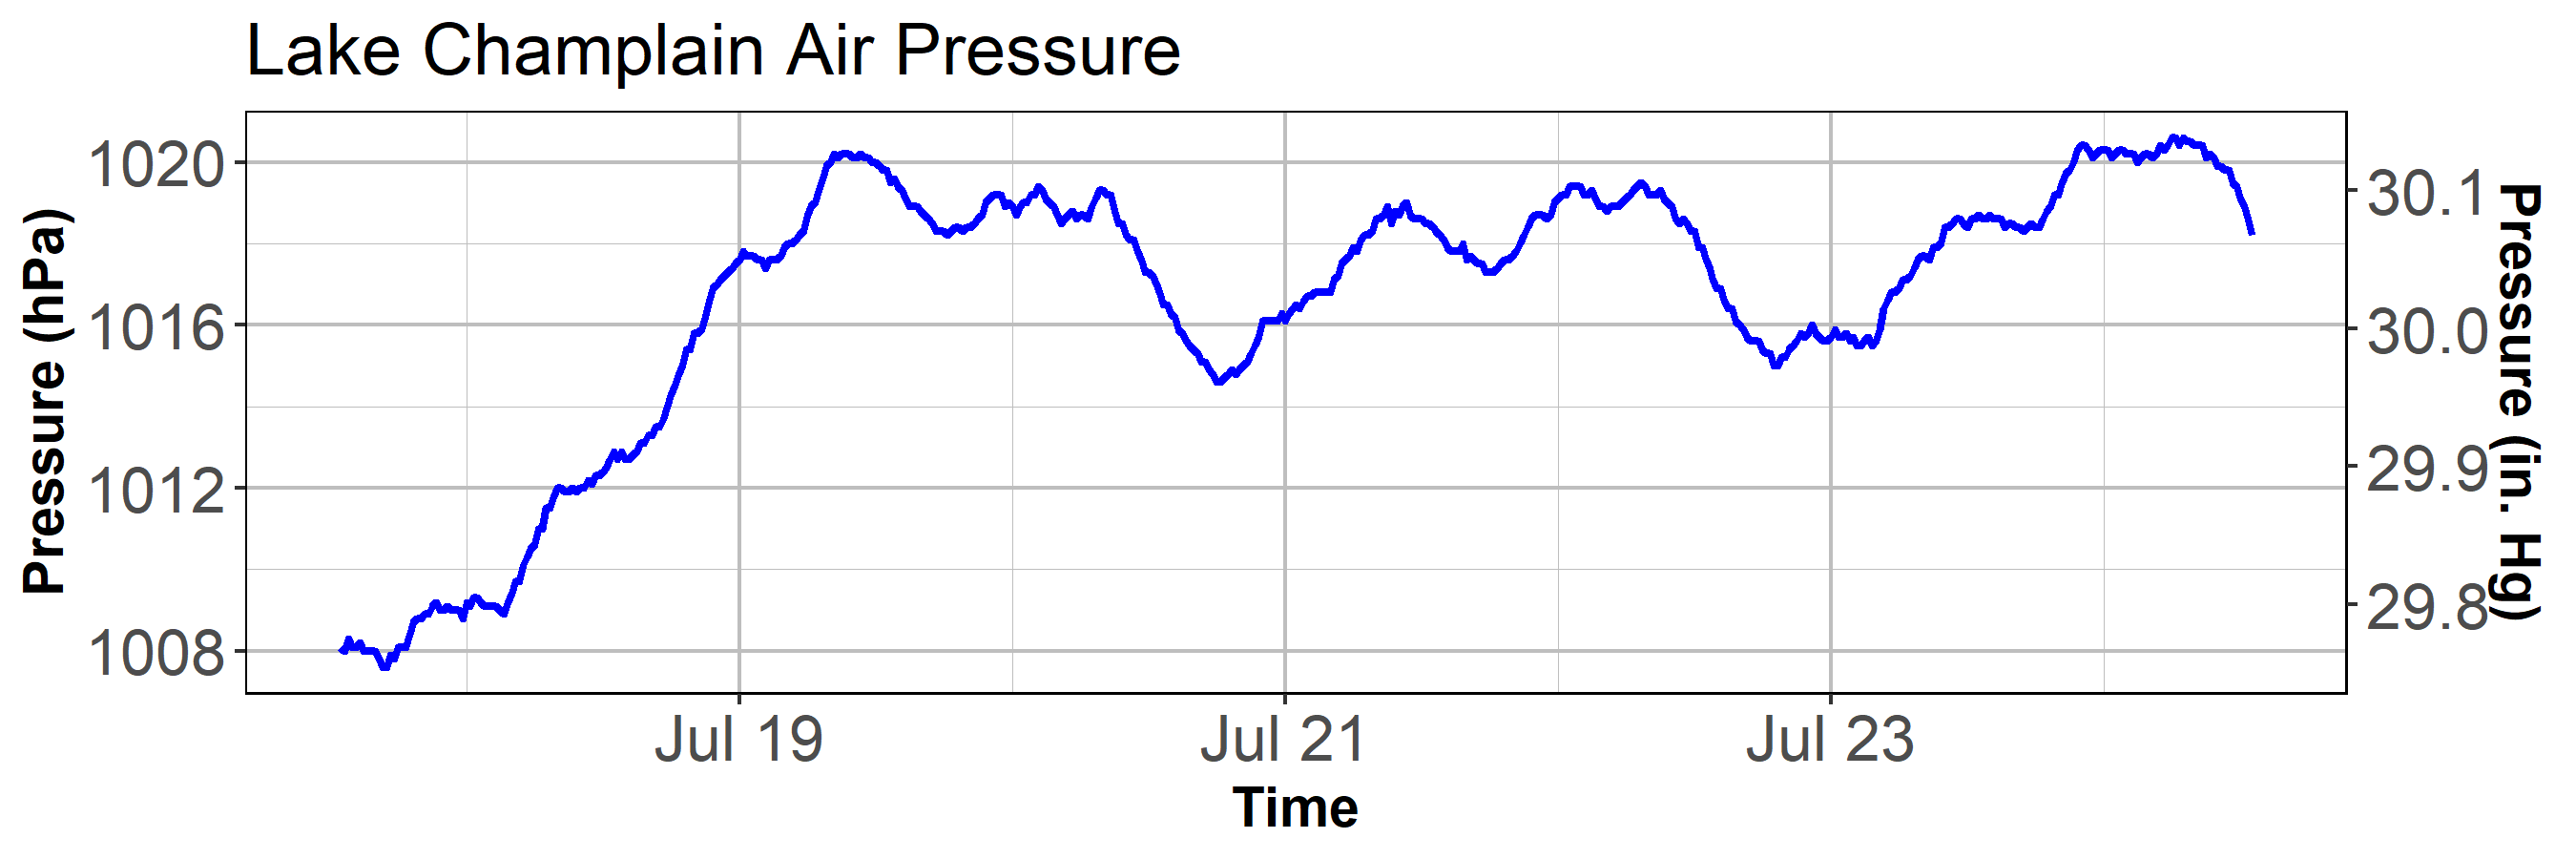 Lake Champlain Air Pressure
Pressure (hPa)
1020
1016
1012
1008
30.1
30.0
29.9
29.8
Pressure (in. Hg)
Jul 19 Jul 21 Jul 23
Time